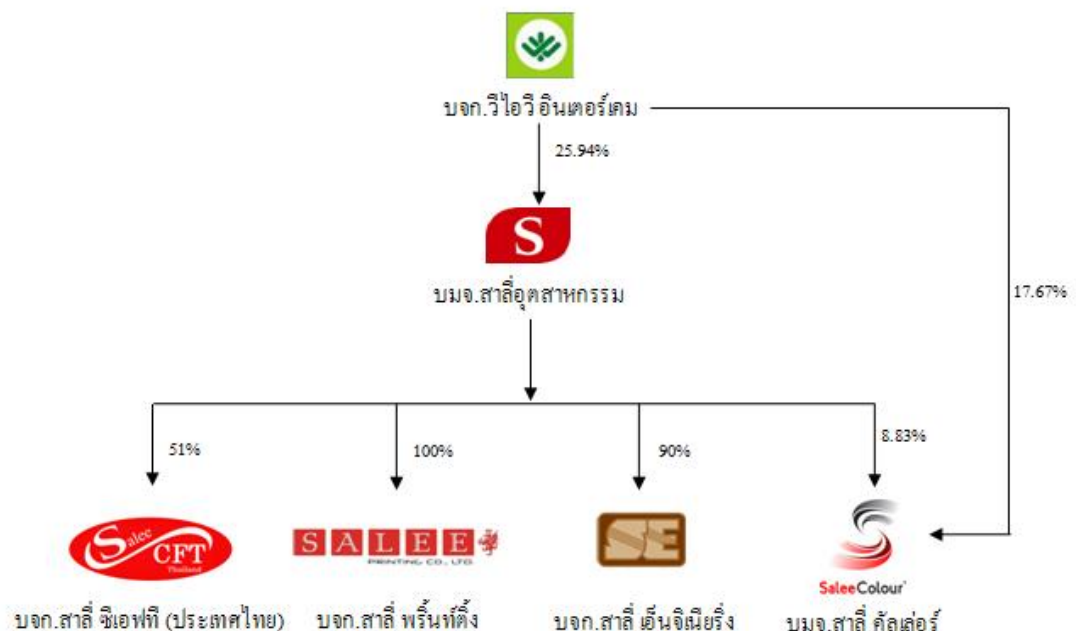 บจก.วีไอวี อินเตอร์เคม
25.94%
S
บมจ.สาลี่อุตสาหกรรม
17.67%
51%
100%
90%
8.83%
Salee
CFT
Thailand
SALEE
PRINTING CO., LTD.
SE
SaleeColour
บจก.สาลี่ ซีเอฟที (ประเทศไทย)
บจก.สาลี่ พริ้นท์ติ้ง
บจก.สาลี่ เอ็นจิเนียริ่ง
บมจ.สาลี่ คัลเล่อร์